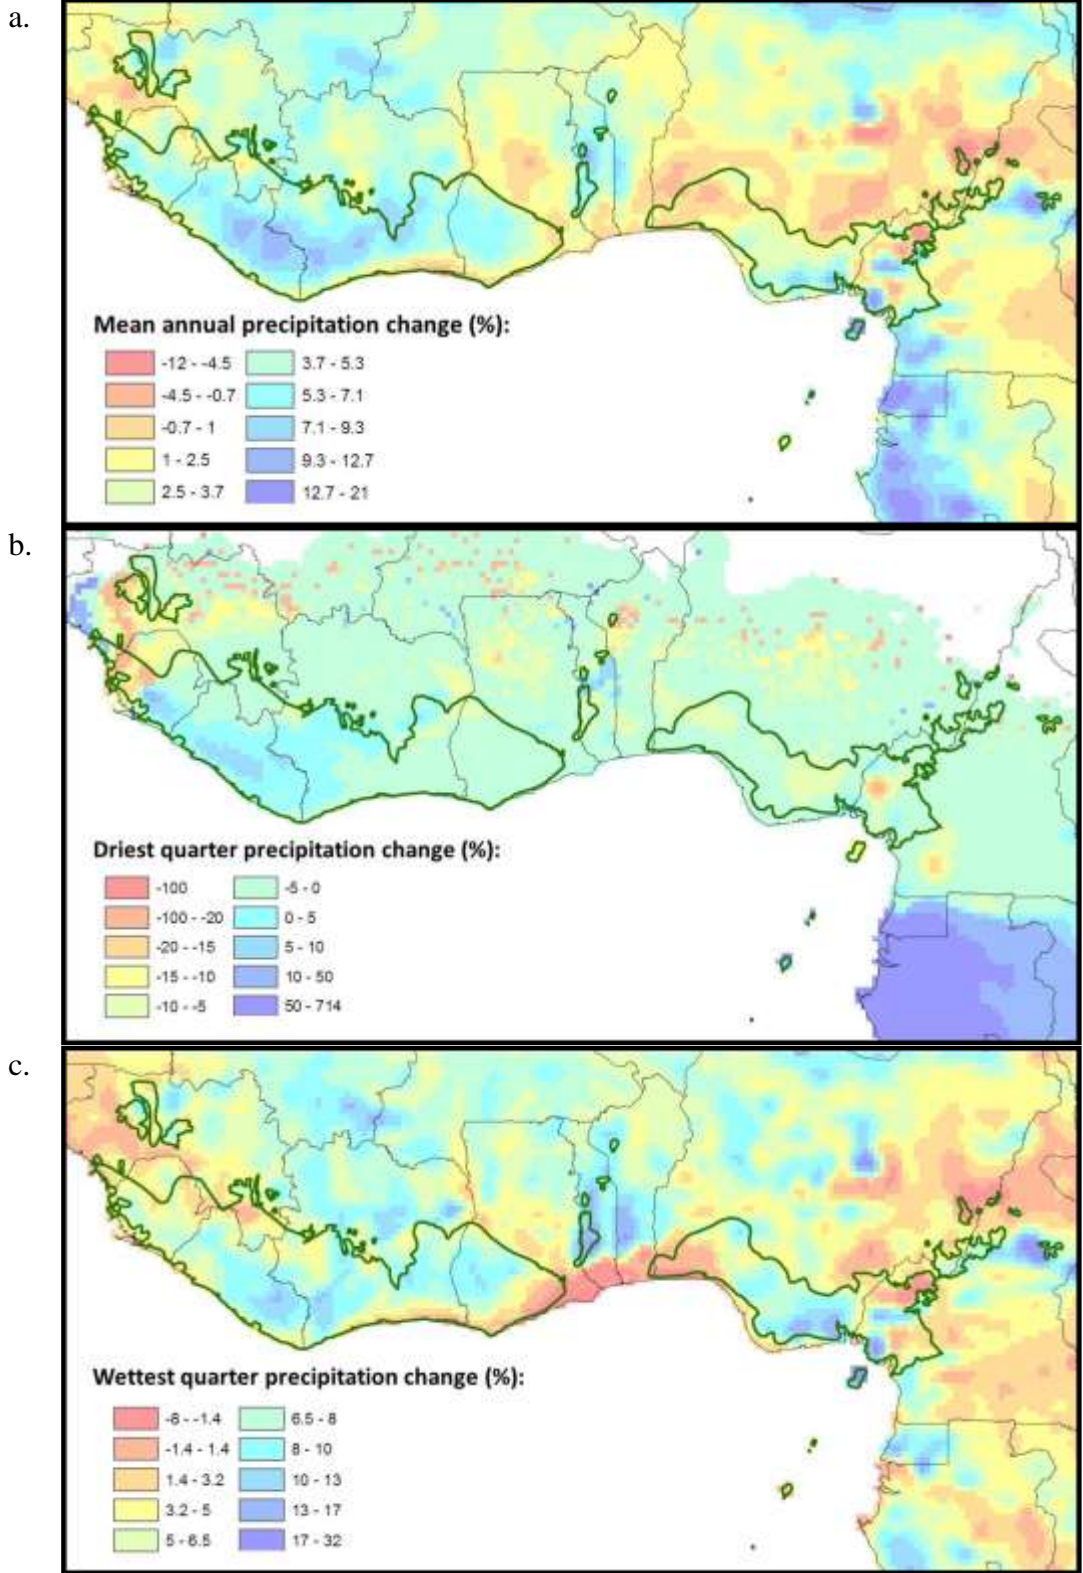 a.
Mean annual precipitation change (%):
-12 - -4.5 3.7 - 5.3
-4.5 - -0.7 5.3 - 7.1
-0.7 - 1 7.1 - 9.3
1 - 2.5 9.3 - 12.7
2.5 - 3.7 12.7 - 21
b.
Driest quarter precipitation change (%):
-100 -5 - 0
-100 - -20 0 - 5
-20 - -15 5 - 10
-15 - -10 10 - 50
-10 - -5 50 - 714
c.
Wettest quarter precipitation change (%):
-8 - -1.4 6.5 - 8
-1.4 - 1.4 8 - 10
1.4 - 3.2 10 - 13
3.2 - 5 13 - 17
5 - 6.5 17 - 32